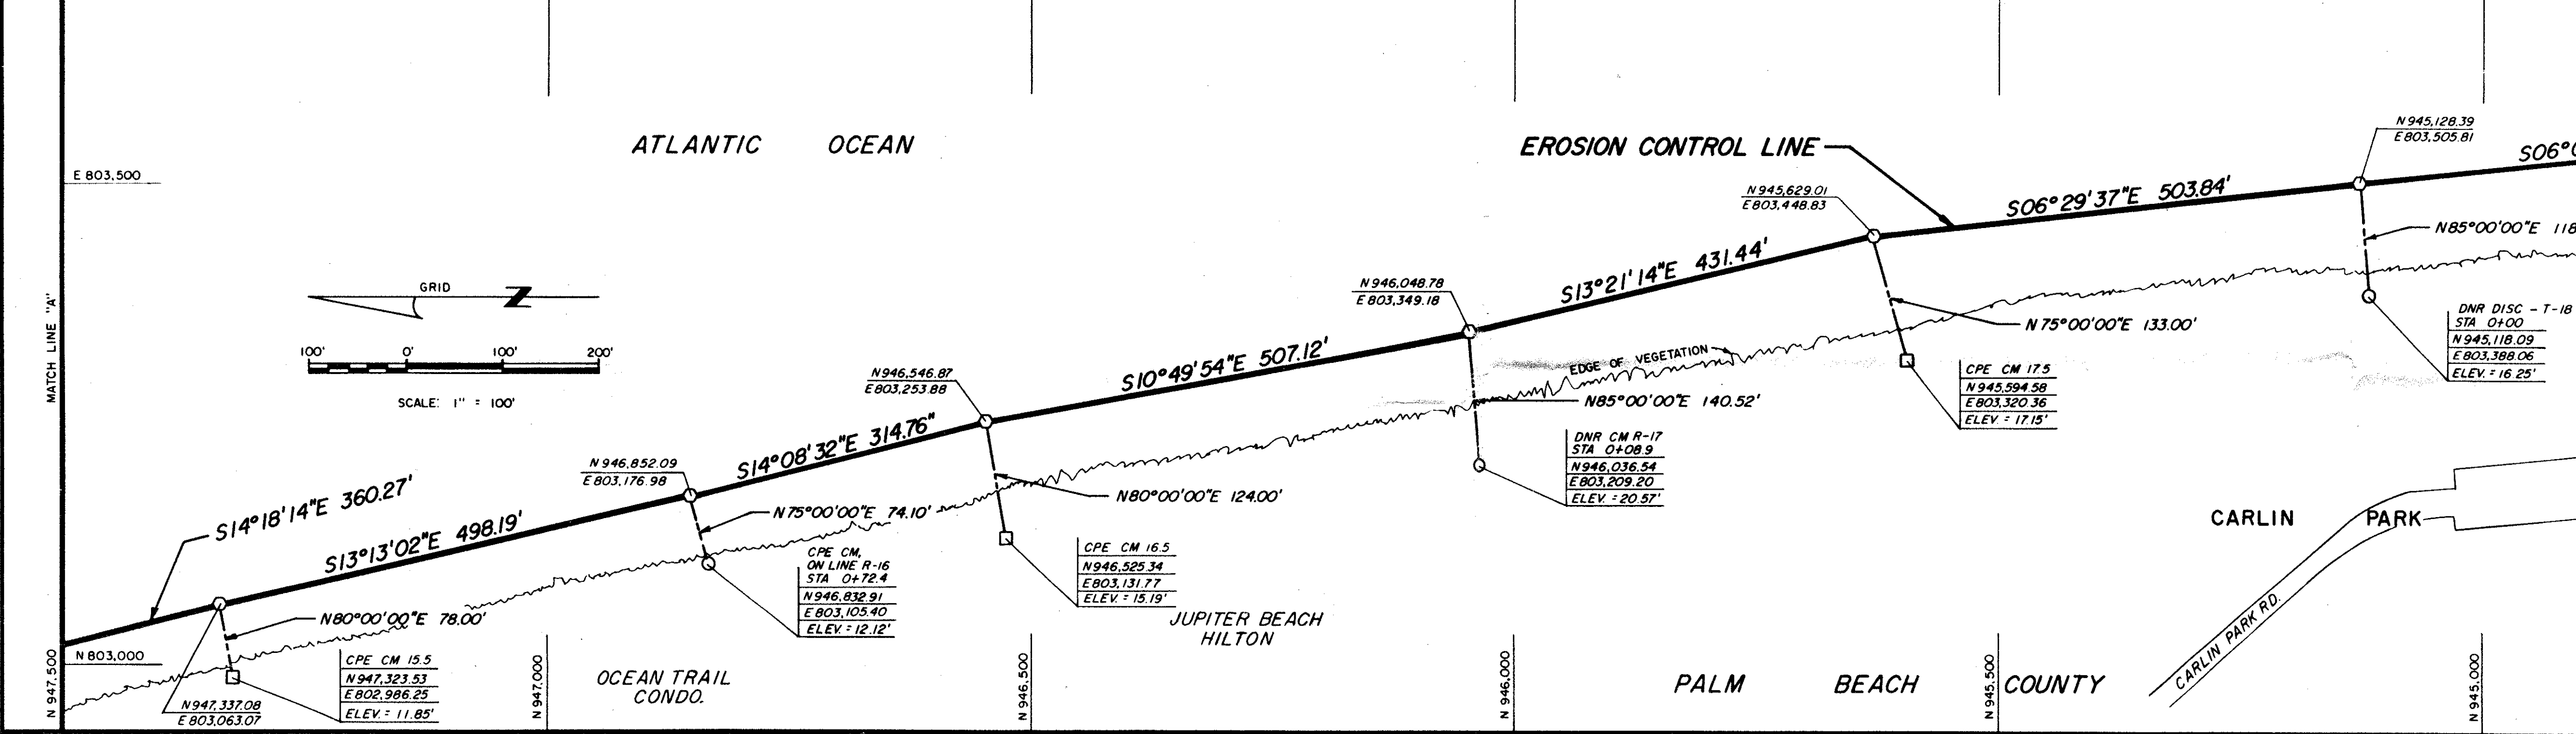 ATLANTIC OCEAN
EROSION CONTROL LINE
N 945,128.39
E 803,505.81
E 803,500
S06°
N 945,629.01
E 803,448.83
S06°29'37"E 503.84'
N85°00'00"E 118
GRID
N
100' 0' 100' 200'
SCALE: 1" = 100'
MATCH LINE "A"
N 946,048.78
E 803,349.18
S13°21'14"E 431.44'
N 75°00'00"E 133.00'
DNR DISC - T-18
STA 0+00
N 945,118.09
E 803,388.06
ELEV. = 16.25'
N 946,546.87
E 803,253.88
S10°49'54"E 507.12'
EDGE OF VEGETATION
N85°00'00"E 140.52'
CPE CM 17.5
N 945,594.58
E 803,320.36
ELEV. = 17.15'
N 946,852.09
E 803,176.98
S14°08'32"E 314.76"
N80°00'00"E 124.00'
DNR CM R-17
STA 0+08.9
N 946,036.54
E 803,209.20
ELEV. = 20.57'
S14°18'14"E 360.27'
S13°13'02"E 498.19'
N75°00'00"E 74.10'
CPE CM,
ON LINE R-16
STA 0+72.4
N 946,832.91
E 803,105.40
ELEV. = 12.12'
CPE CM 16.5
N 946,525.34
E 803,131.77
ELEV. = 15.19'
CARLIN PARK
CARLIN PARK RD.
JUPITER BEACH
HILTON
N80°00'00"E 78.00'
N 803,000
CPE CM 15.5
N 947,323.53
E 802,986.25
ELEV. = 11.85'
N 947,337.08
E 803,063.07
OCEAN TRAIL
CONDO.
PALM BEACH COUNTY
N 947,500
N 947,000
N 946,500
N 946,000
N 945,500
N 945,000